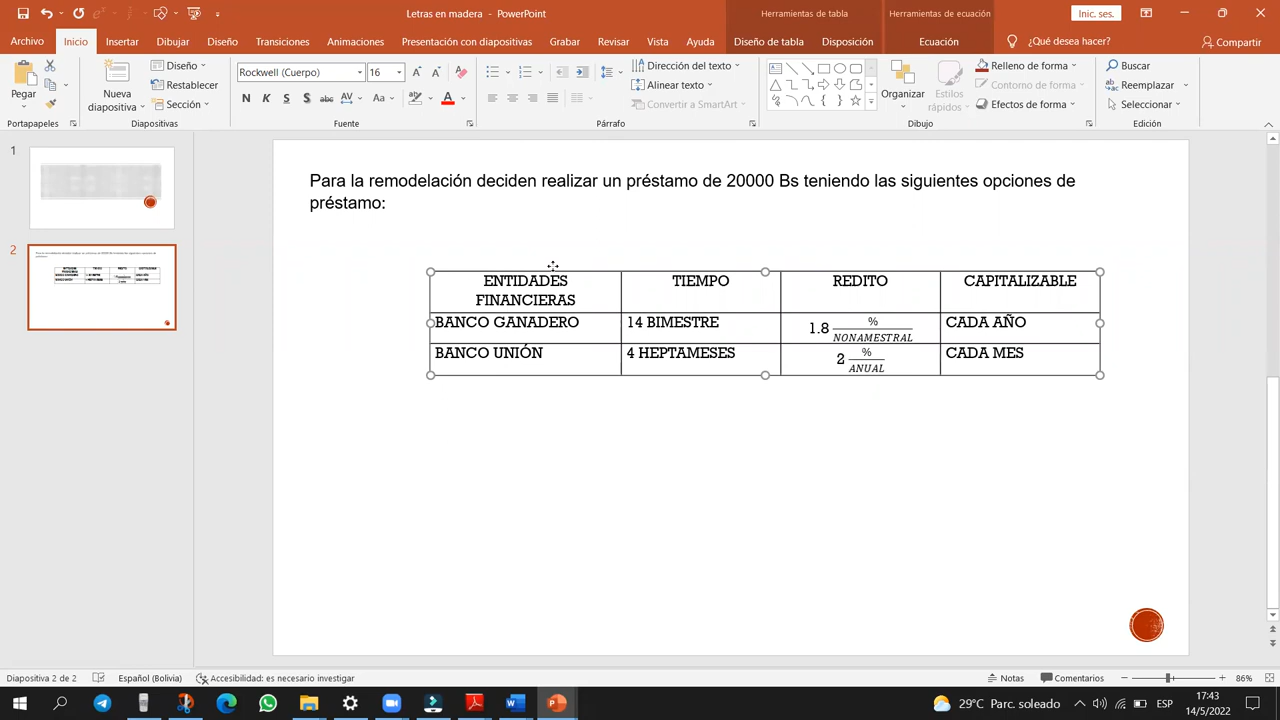 Letras en madera - PowerPoint
Herramientas de tabla
Herramientas de ecuación
Inic. ses.
Archivo Inicio Insertar Dibujar Diseño Transiciones Animaciones Presentación con diapositivas Grabar Revisar Vista Ayuda Diseño de tabla Disposición Ecuación ¿Qué desea hacer? Compartir
Pegar
Nueva
diapositiva
Diseño
Restablecer
Sección
Rockwell (Cuerpo) 16
N K S S abc AV Aa A
Dirección del texto
Alinear texto
Convertir a SmartArt
Organizar
Estilos
rápidos
Relleno de forma
Contorno de forma
Efectos de forma
Buscar
Reemplazar
Seleccionar
Portapapeles Diapositivas Fuente Párrafo Dibujo Edición
1
2
Para la remodelación deciden realizar un préstamo de 20000 Bs teniendo las siguientes opciones de
préstamo:
ENTIDADES
FINANCIERAS
TIEMPO
REDITO
CAPITALIZABLE
BANCO GANADERO 14 BIMESTRE 1.8 %/NONAMESTRAL CADA AÑO
BANCO UNIÓN 4 HEPTAMESES 2 %/ANUAL CADA MES
Diapositiva 2 de 2 Español (Bolivia) Accesibilidad: es necesario investigar Notas Comentarios 86%
29°C Parc. soleado ESP 17:43
14/5/2022